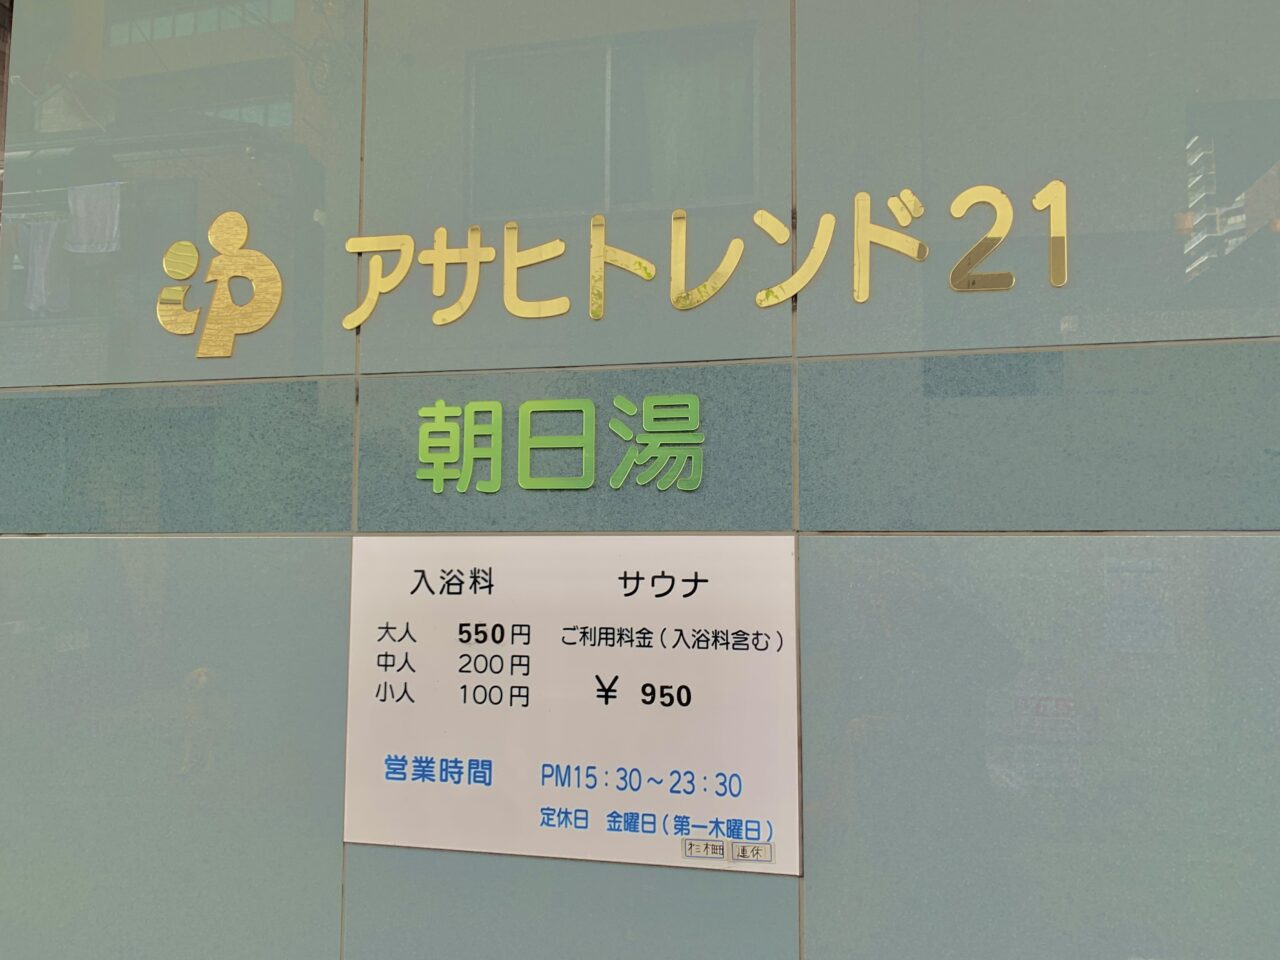 アサヒトレンド21
朝日湯
入浴料 サウナ
大人 550円 ご利用料金(入浴料含む)
中人 200円
小人 100円 ¥ 950
営業時間 PM15:30～23:30
定休日 金曜日(第一木曜日)
連休